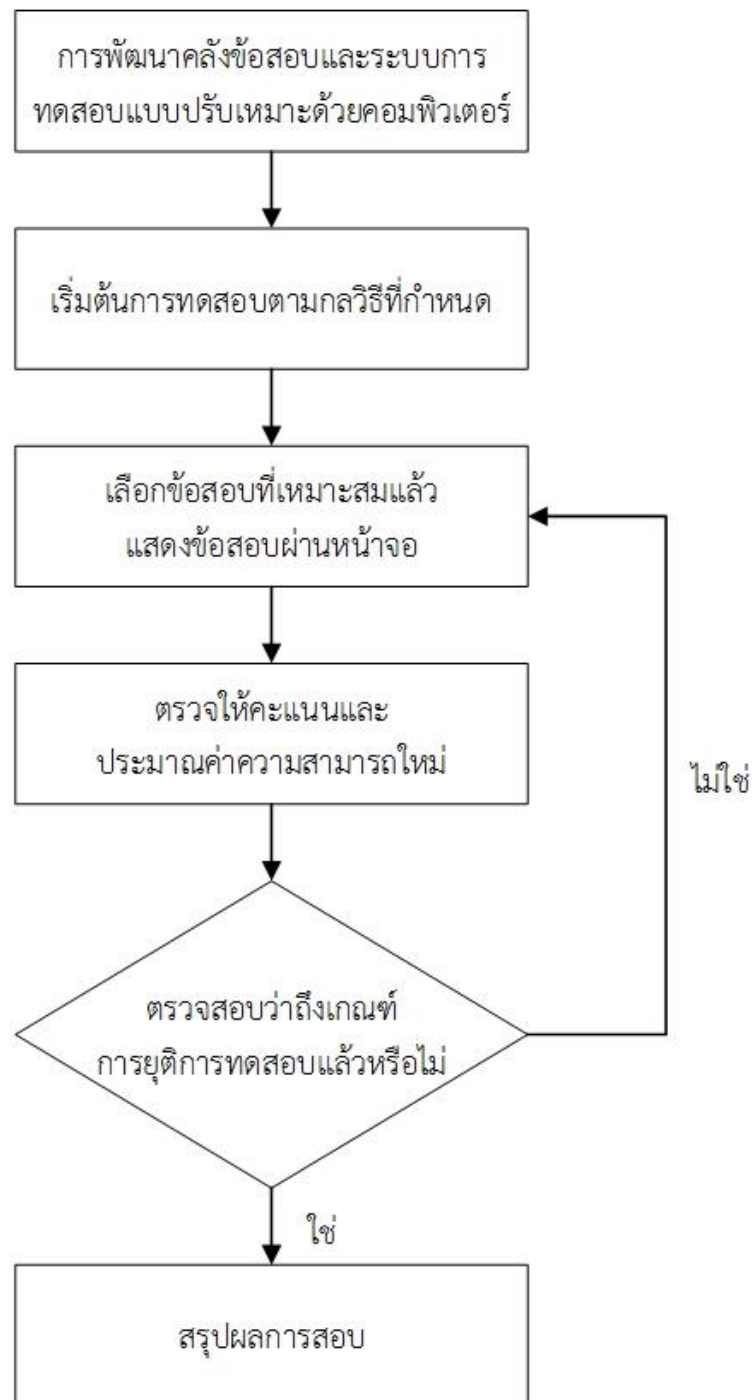 การพัฒนาคลังข้อสอบและระบบการ
ทดสอบแบบปรับเหมาะด้วยคอมพิวเตอร์
เริ่มต้นการทดสอบตามกลวิธีที่กำหนด
เลือกข้อสอบที่เหมาะสมแล้ว
แสดงข้อสอบผ่านหน้าจอ
ตรวจให้คะแนนและ
ประมาณค่าความสามารถใหม่
ไม่ใช่
ตรวจสอบว่าถึงเกณฑ์
การยุติการทดสอบแล้วหรือไม่
ใช่
สรุปผลการสอบ